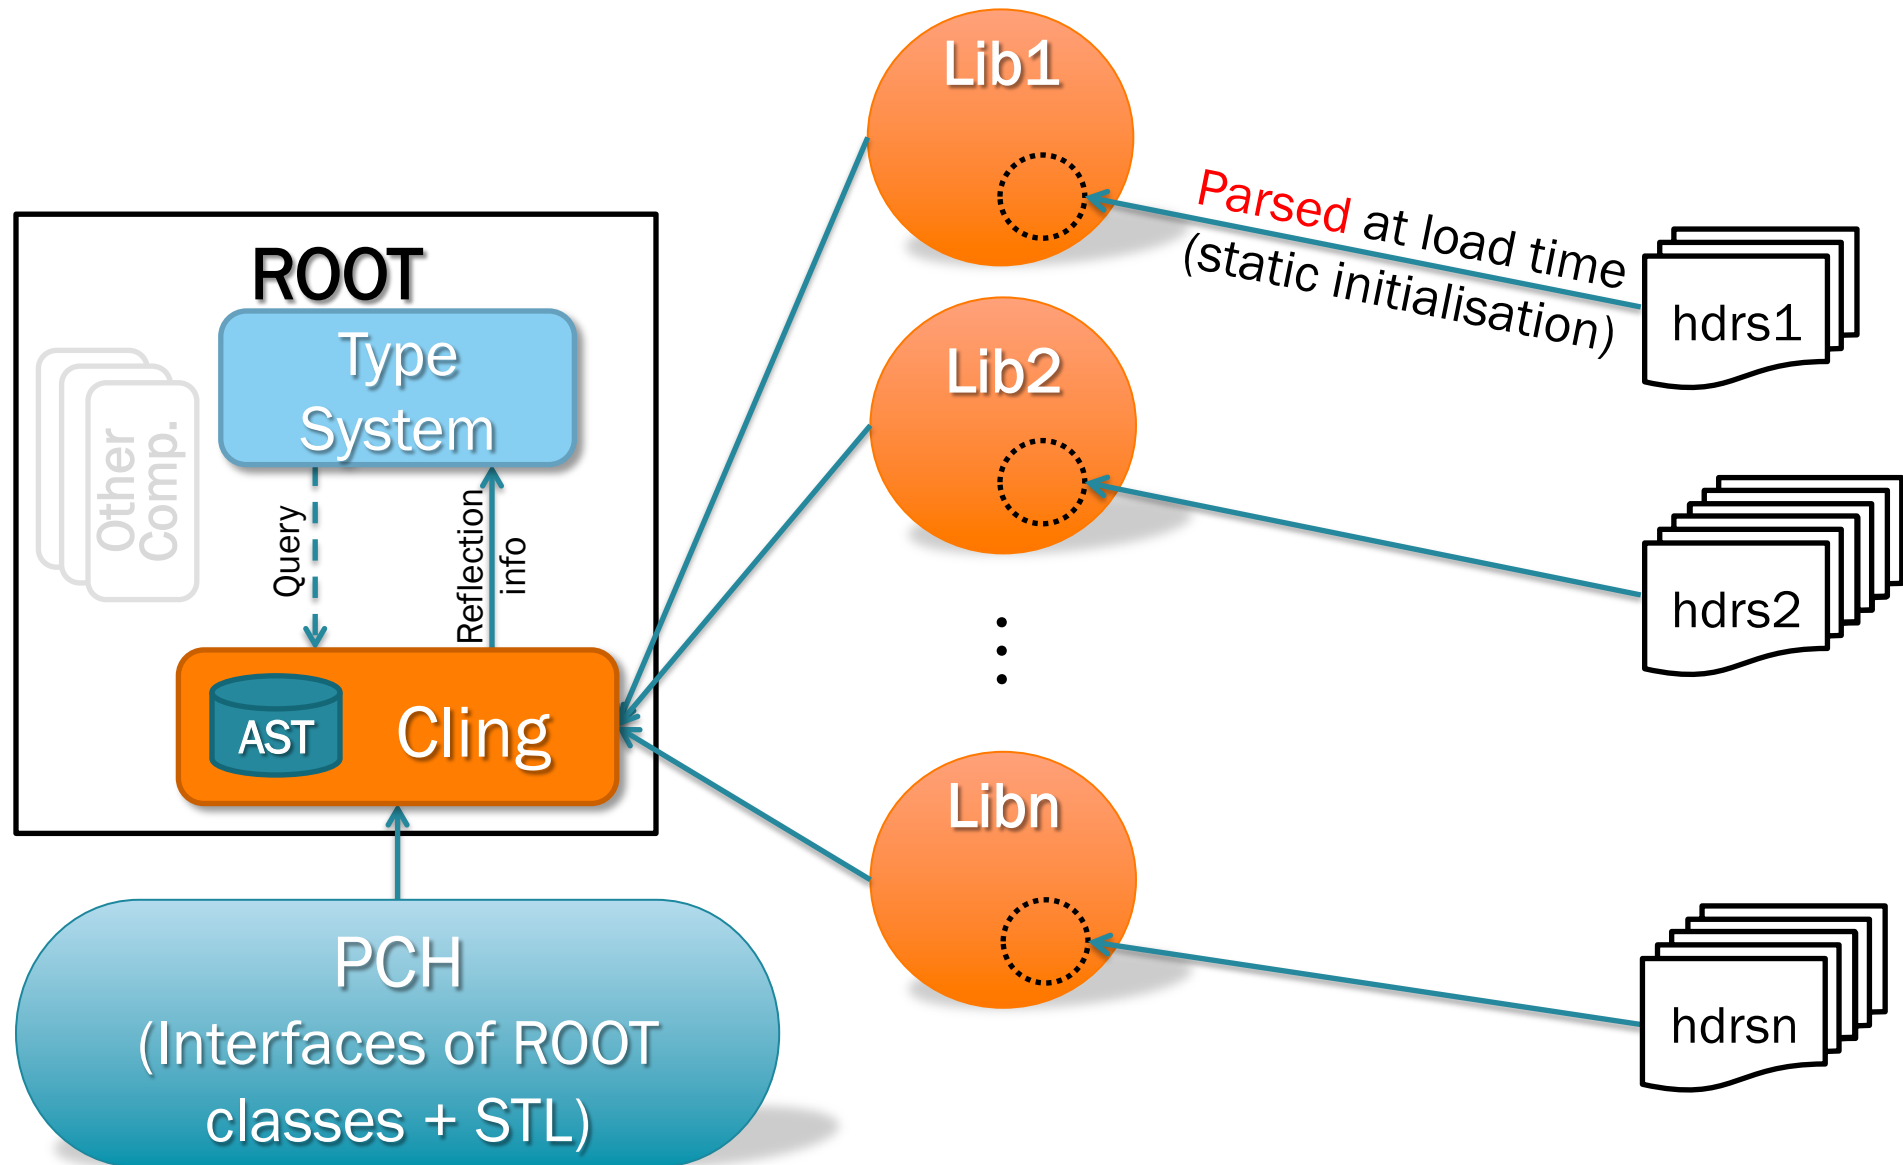 ROOT
Type
System
Other
Comp.
Query
Reflection
info
AST
Cling
PCH
(Interfaces of ROOT
classes + STL)
Lib1
Lib2
Libn
Parsed at load time
(static initialisation)
hdrs1
hdrs2
hdrsn